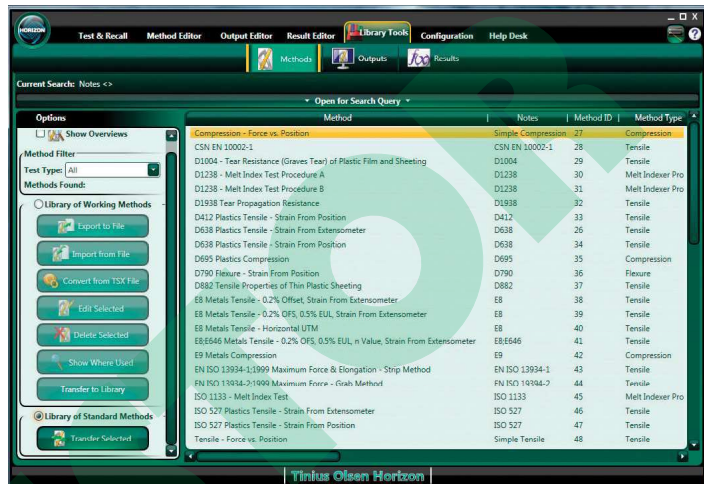 HORIZON
Test & Recall Method Editor Output Editor Result Editor Library Tools Configuration Help Desk
Methods Outputs Results
Current Search: Notes <>
Open for Search Query
Options
Show Overviews
Method Filter
Test Type: All
Methods Found:
Library of Working Methods
Export to File
Import from File
Convert from TSX File
Edit Selected
Delete Selected
Show Where Used
Transfer to Library
Library of Standard Methods
Transfer Selected
Method Notes Method ID Method Type
Compression - Force vs. Position Simple Compression 27 Compression
CSN EN 10002-1 CSN EN 10002-1 28 Tensile
D1004 - Tear Resistance (Graves Tear) of Plastic Film and Sheeting D1004 29 Tensile
D1238 - Melt Index Test Procedure A D1238 30 Melt Indexer Pro
D1238 - Melt Index Test Procedure B D1238 31 Melt Indexer Pro
D1938 Tear Propagation Resistance D1938 32 Tensile
D412 Plastics Tensile - Strain From Position D412 33 Tensile
D638 Plastics Tensile - Strain From Extensometer D638 26 Tensile
D638 Plastics Tensile - Strain From Position D638 34 Tensile
D695 Plastics Compression D695 35 Compression
D790 Flexure - Strain From Position D790 36 Flexure
D882 Tensile Properties of Thin Plastic Sheeting D882 37 Tensile
E8 Metals Tensile - 0.2% Offset, Strain From Extensometer E8 38 Tensile
E8 Metals Tensile - 0.2% OFS, 0.5% EUL, Strain From Extensometer E8 39 Tensile
E8 Metals Tensile - Horizontal UTM E8 40 Tensile
E8;E646 Metals Tensile - 0.2% OFS, 0.5% EUL, n Value, Strain From Extensometer E8;E646 41 Tensile
E9 Metals Compression E9 42 Compression
EN ISO 13934-1;1999 Maximum Force & Elongation - Strip Method EN ISO 13934-1 43 Tensile
EN ISO 13934-2;1999 Maximum Force - Grab Method EN ISO 19394-2 44 Tensile
ISO 1133 - Melt Index Test ISO 1133 45 Melt Indexer Pro
ISO 527 Plastics Tensile - Strain From Extensometer ISO 527 46 Tensile
ISO 527 Plastics Tensile - Strain From Position ISO 527 47 Tensile
Tensile - Force vs. Position Simple Tensile 48 Tensile
Tinius Olsen Horizon